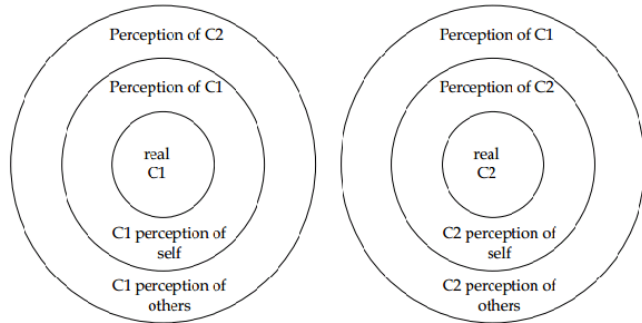 Perception of C2
Perception of C1
real
C1
C1 perception of
self
C1 perception of
others
Perception of C1
Perception of C2
real
C2
C2 perception of
self
C2 perception of
others